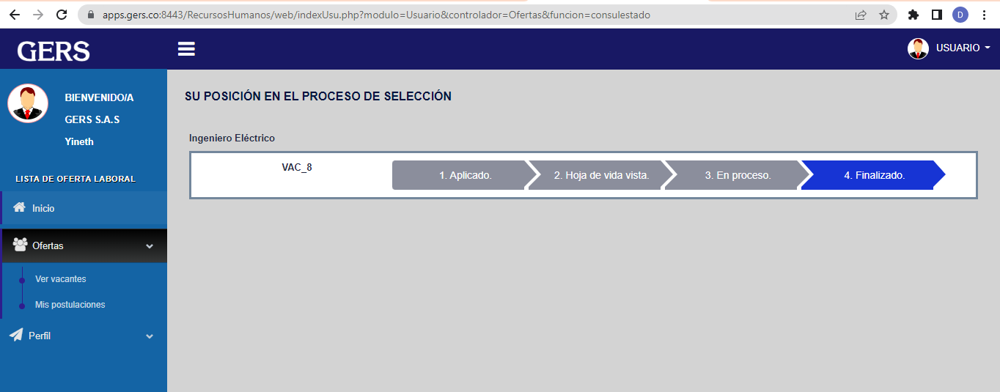 apps.gers.co:8443/RecursosHumanos/web/indexUsu.php?modulo=Usuario&controlador=Ofertas&funcion=consulestado
D
GERS
USUARIO
BIENVENIDO/A
GERS S.A.S
Yineth
LISTA DE OFERTA LABORAL
Inicio
Ofertas
Ver vacantes
Mis postulaciones
Perfil
SU POSICIÓN EN EL PROCESO DE SELECCIÓN
Ingeniero Eléctrico
VAC_8
1. Aplicado.
2. Hoja de vida vista.
3. En proceso.
4. Finalizado.